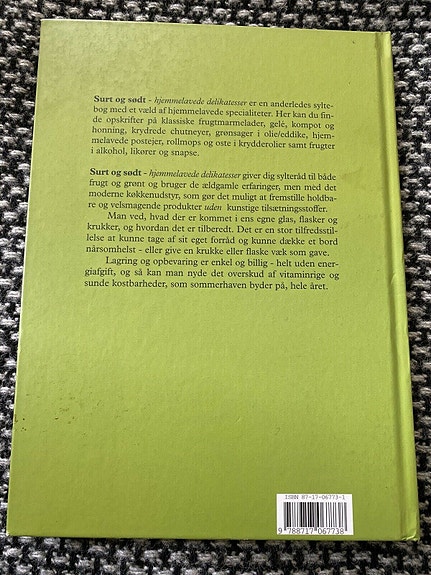 Surt og sødt - hjemmelavede delikatesser er en anderledes sylte-
bog med et væld af hjemmelavede specialiteter. Her kan du fin-
de opskrifter på klassiske frugtmarmelader, gelé, kompot og
honning, krydrede chutneyer, grønsager i olie/eddike, hjem-
melavede postejer, rollmops og oste i krydderolier samt frugter
i alkohol, likører og snapse.
Surt og sødt - hjemmelavede delikatesser giver dig sylteråd til både
frugt og grønt og bruger de ældgamle erfaringer, men med det
moderne køkkenudstyr, som gør det muligt at fremstille holdba-
re og velsmagende produkter uden kunstige tilsætningsstoffer.
Man ved, hvad der er kommet i ens egne glas, flasker og
krukker, og hvordan det er tilberedt. Det er en stor tilfredsstil-
lelse at kunne tage af sit eget forråd og kunne dække et bord
nårsomhelst - eller give en krukke eller flaske væk som gave.
Lagring og opbevaring er enkel og billig - helt uden ener-
giafgift, og så kan man nyde det overskud af vitaminrige og
sunde kostbarheder, som sommerhaven byder på, hele året.
ISBN 87-17-06773-1
9 788717 067738